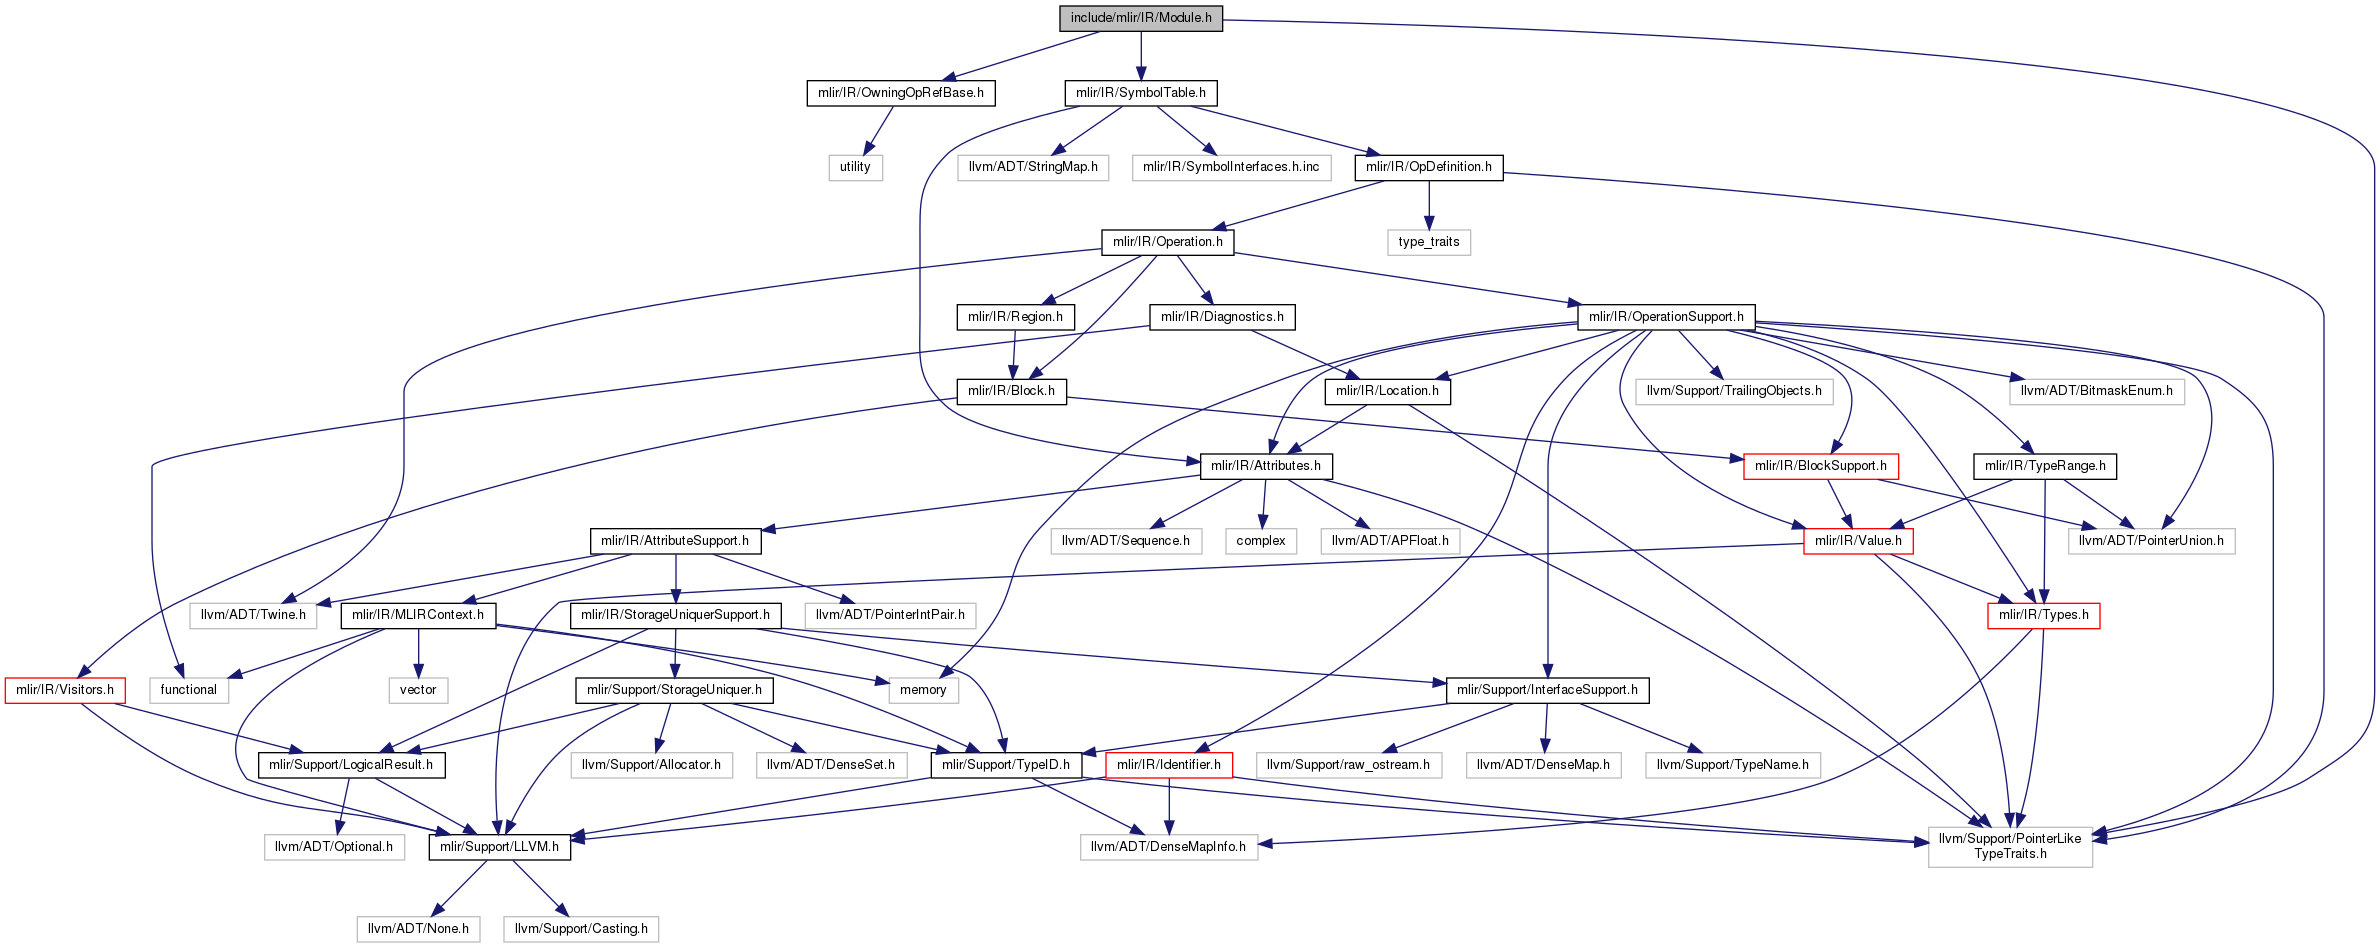 include/mlir/IR/Module.h
mlir/IR/OwningOpRefBase.h
mlir/IR/SymbolTable.h
utility
llvm/ADT/StringMap.h
mlir/IR/SymbolInterfaces.h.inc
mlir/IR/OpDefinition.h
mlir/IR/Operation.h
type_traits
mlir/IR/Region.h
mlir/IR/Diagnostics.h
mlir/IR/OperationSupport.h
mlir/IR/Block.h
mlir/IR/Location.h
llvm/Support/TrailingObjects.h
llvm/ADT/BitmaskEnum.h
mlir/IR/Attributes.h
mlir/IR/BlockSupport.h
mlir/IR/TypeRange.h
mlir/IR/AttributeSupport.h
llvm/ADT/Sequence.h
complex
llvm/ADT/APFloat.h
mlir/IR/Value.h
llvm/ADT/PointerUnion.h
llvm/ADT/Twine.h
mlir/IR/MLIRContext.h
mlir/IR/StorageUniquerSupport.h
llvm/ADT/PointerIntPair.h
mlir/IR/Types.h
mlir/IR/Visitors.h
functional
vector
mlir/Support/StorageUniquer.h
memory
mlir/Support/InterfaceSupport.h
mlir/Support/LogicalResult.h
llvm/Support/Allocator.h
llvm/ADT/DenseSet.h
mlir/Support/TypeID.h
mlir/IR/Identifier.h
llvm/Support/raw_ostream.h
llvm/ADT/DenseMap.h
llvm/Support/TypeName.h
llvm/ADT/Optional.h
mlir/Support/LLVM.h
llvm/ADT/DenseMapInfo.h
llvm/Support/PointerLike
TypeTraits.h
llvm/ADT/None.h
llvm/Support/Casting.h